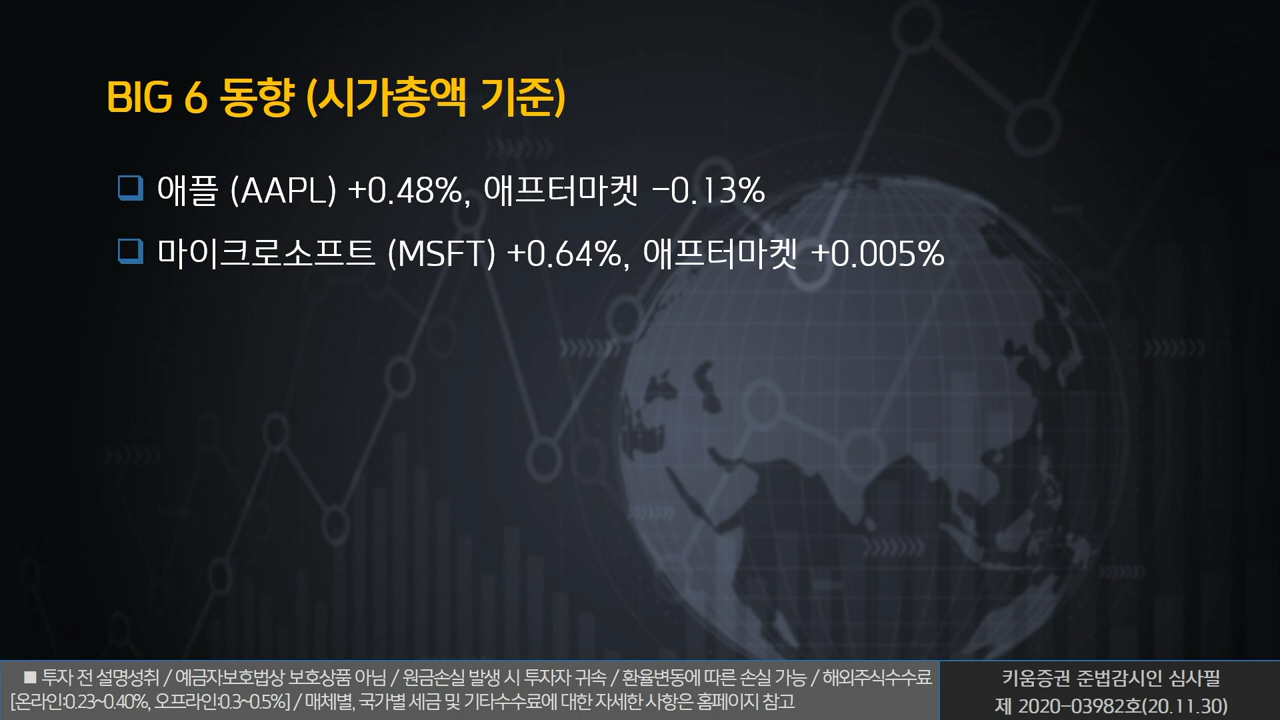 BIG 6 동향 (시가총액 기준)
❑ 애플 (AAPL) +0.48%, 애프터마켓 -0.13%
❑ 마이크로소프트 (MSFT) +0.64%, 애프터마켓 +0.005%
■ 투자 전 설명성취 / 예금자보호법상 보호상품 아님 / 원금손실 발생 시 투자자 귀속 / 환율변동에 따른 손실 가능 / 해외주식수수료
[온라인:0.23~0.40%, 오프라인:0.3~0.5%] / 매체별, 국가별 세금 및 기타수수료에 대한 자세한 사항은 홈페이지 참고
키움증권 준법감시인 심사필
제 2020-03982호(20.11.30)